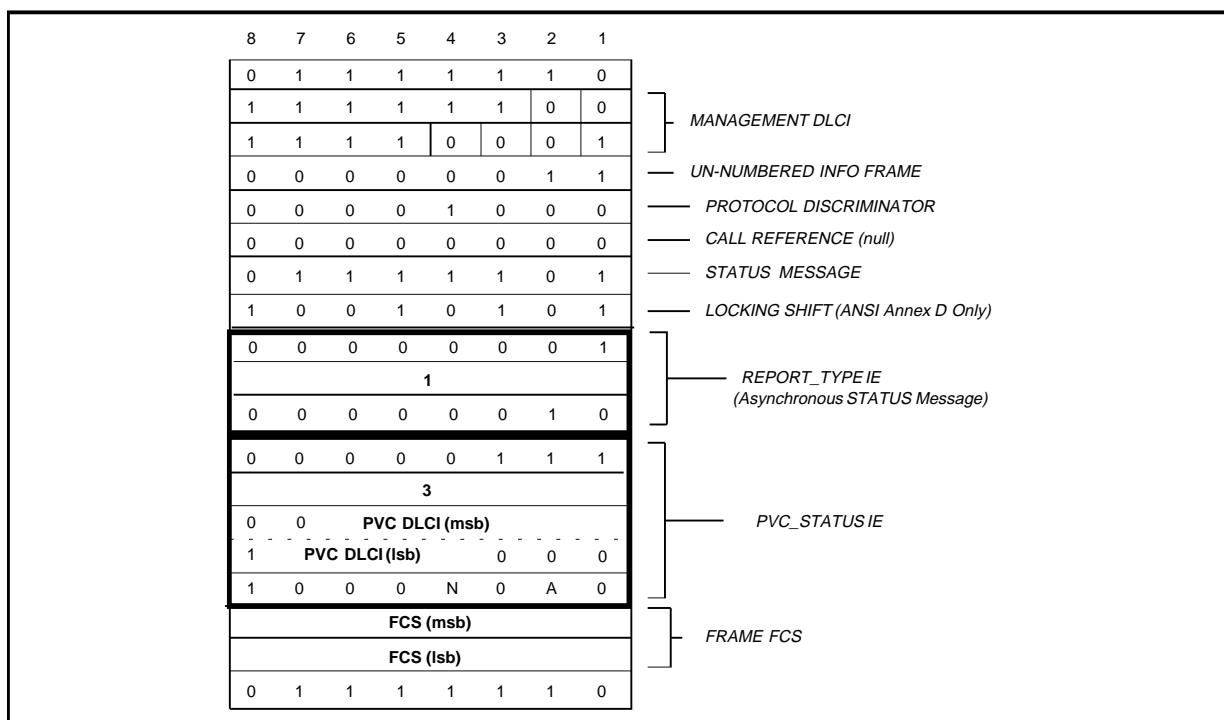 8 7 6 5 4 3 2 1
0 1 1 1 1 1 1 0
1 1 1 1 1 1 0 0
MANAGEMENT DLCI
1 1 1 1 0 0 0 1
0 0 0 0 0 0 1 1 UN-NUMBERED INFO FRAME
0 0 0 0 1 0 0 0 PROTOCOL DISCRIMINATOR
0 0 0 0 0 0 0 0 CALL REFERENCE (null)
0 1 1 1 1 1 0 1 STATUS MESSAGE
1 0 0 1 0 1 0 1 LOCKING SHIFT (ANSI Annex D Only)
0 0 0 0 0 0 0 1
1 REPORT_TYPE IE
(Asynchronous STATUS Message)
0 0 0 0 0 0 1 0
0 0 0 0 0 1 1 1
3
0 0 PVC DLCI (msb) PVC_STATUS IE
1 PVC DLCI (lsb) 0 0 0
1 0 0 0 N 0 A 0
FCS (msb)
FRAME FCS
FCS (lsb)
0 1 1 1 1 1 1 0